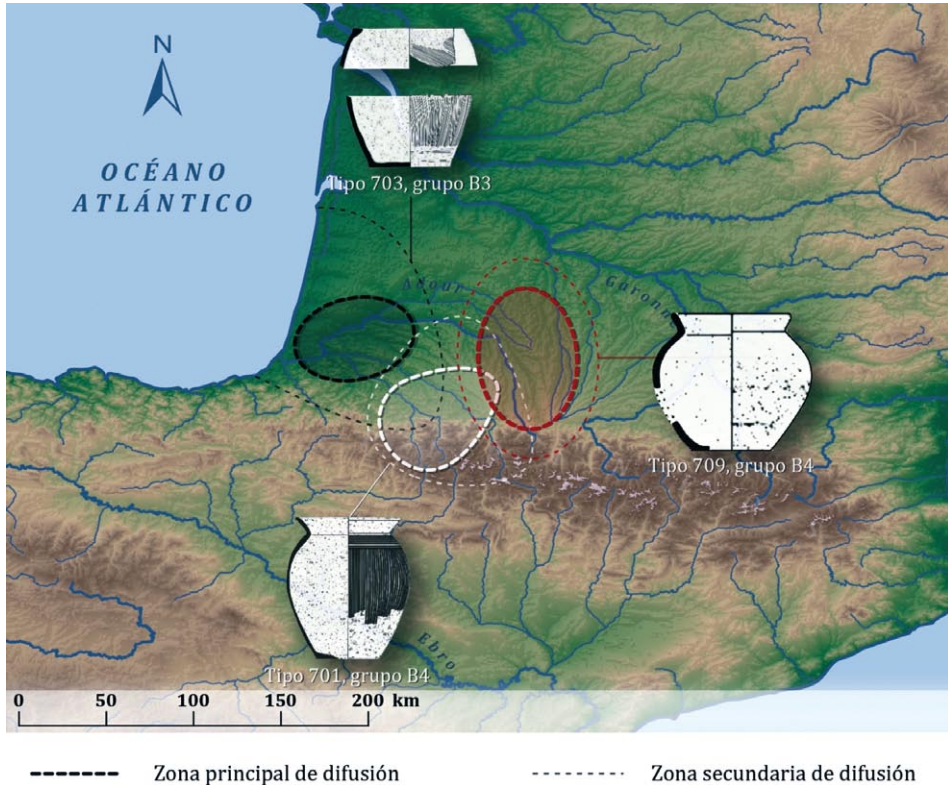 N
OCÉANO
ATLÁNTICO
Tipo 703, grupo B3
Adour
Garona
Tipo 709, grupo B4
Tipo 701, grupo B4
Ebro
0 50 100 150 200 km
Zona principal de difusión
Zona secundaria de difusión